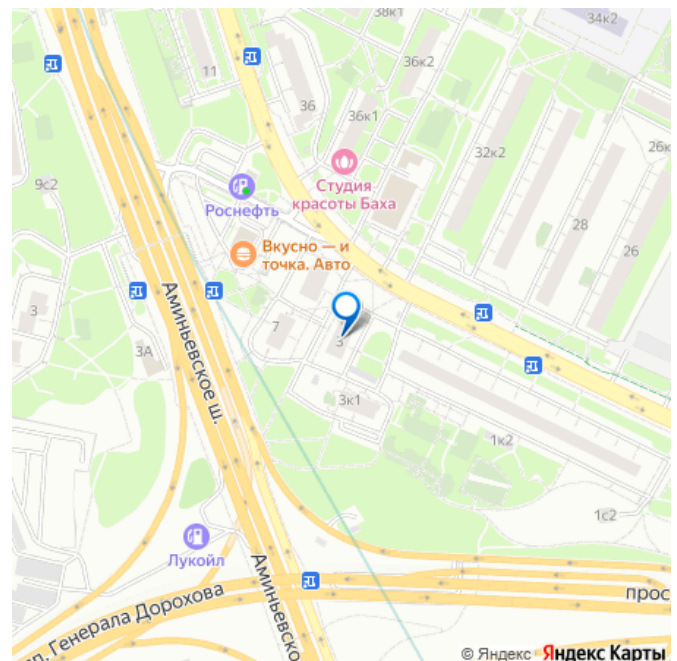 38к1
34к2
11
36к2
36
36к1
32к2
26к
9с2
Студия
красоты Баха
Роснефть
28
26
Вкусно — и
точка. Авто
3
7
3
3А
Аминьевское ш.
3к1
1к2
1с2
Лукойл
Аминьевско
прос
п. Генерала Дорохова
© Яндекс Яндекс Карты